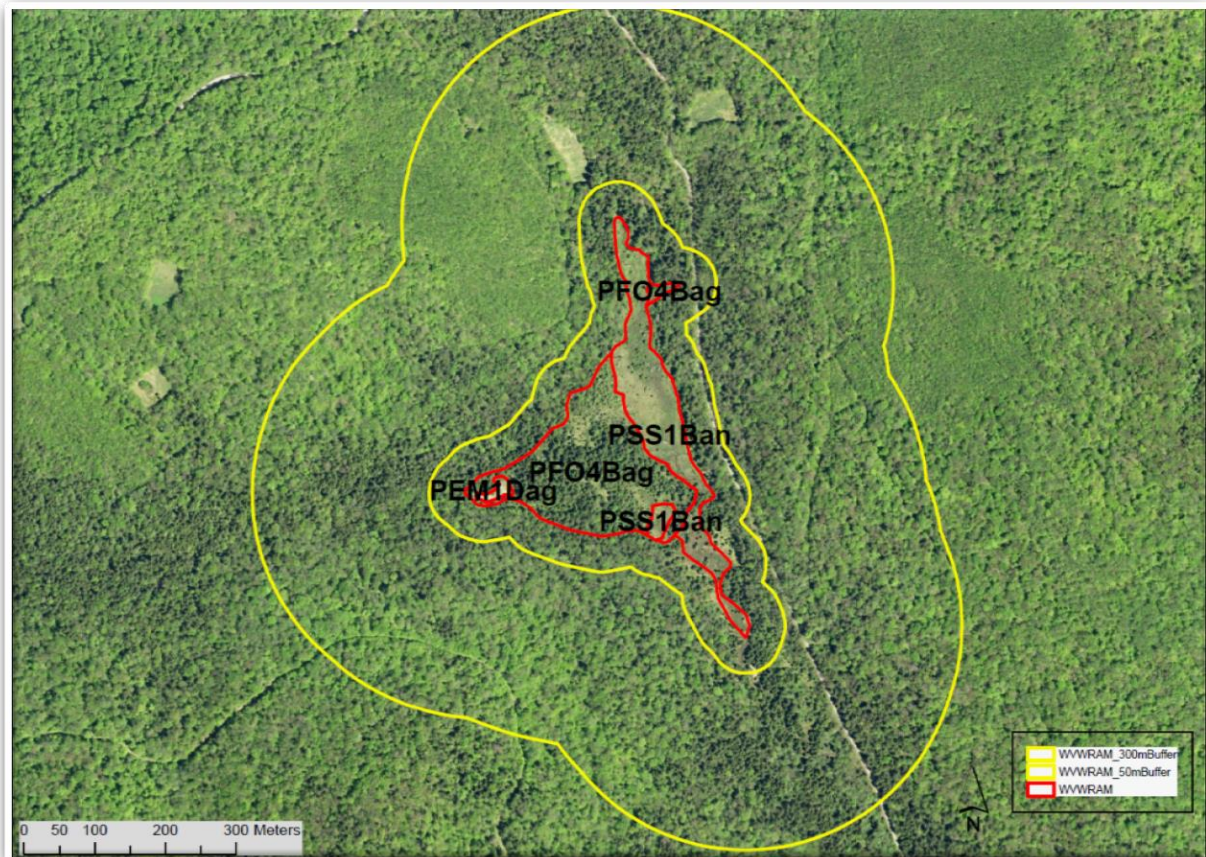 PFO4Bag
PSS1Ban
PFO4Bag
PEM1Dag
PSS1Ban
WVWRAM_300mBuffer
WVWRAM_50mBuffer
WVWRAM
N
0 50 100 200 300 Meters